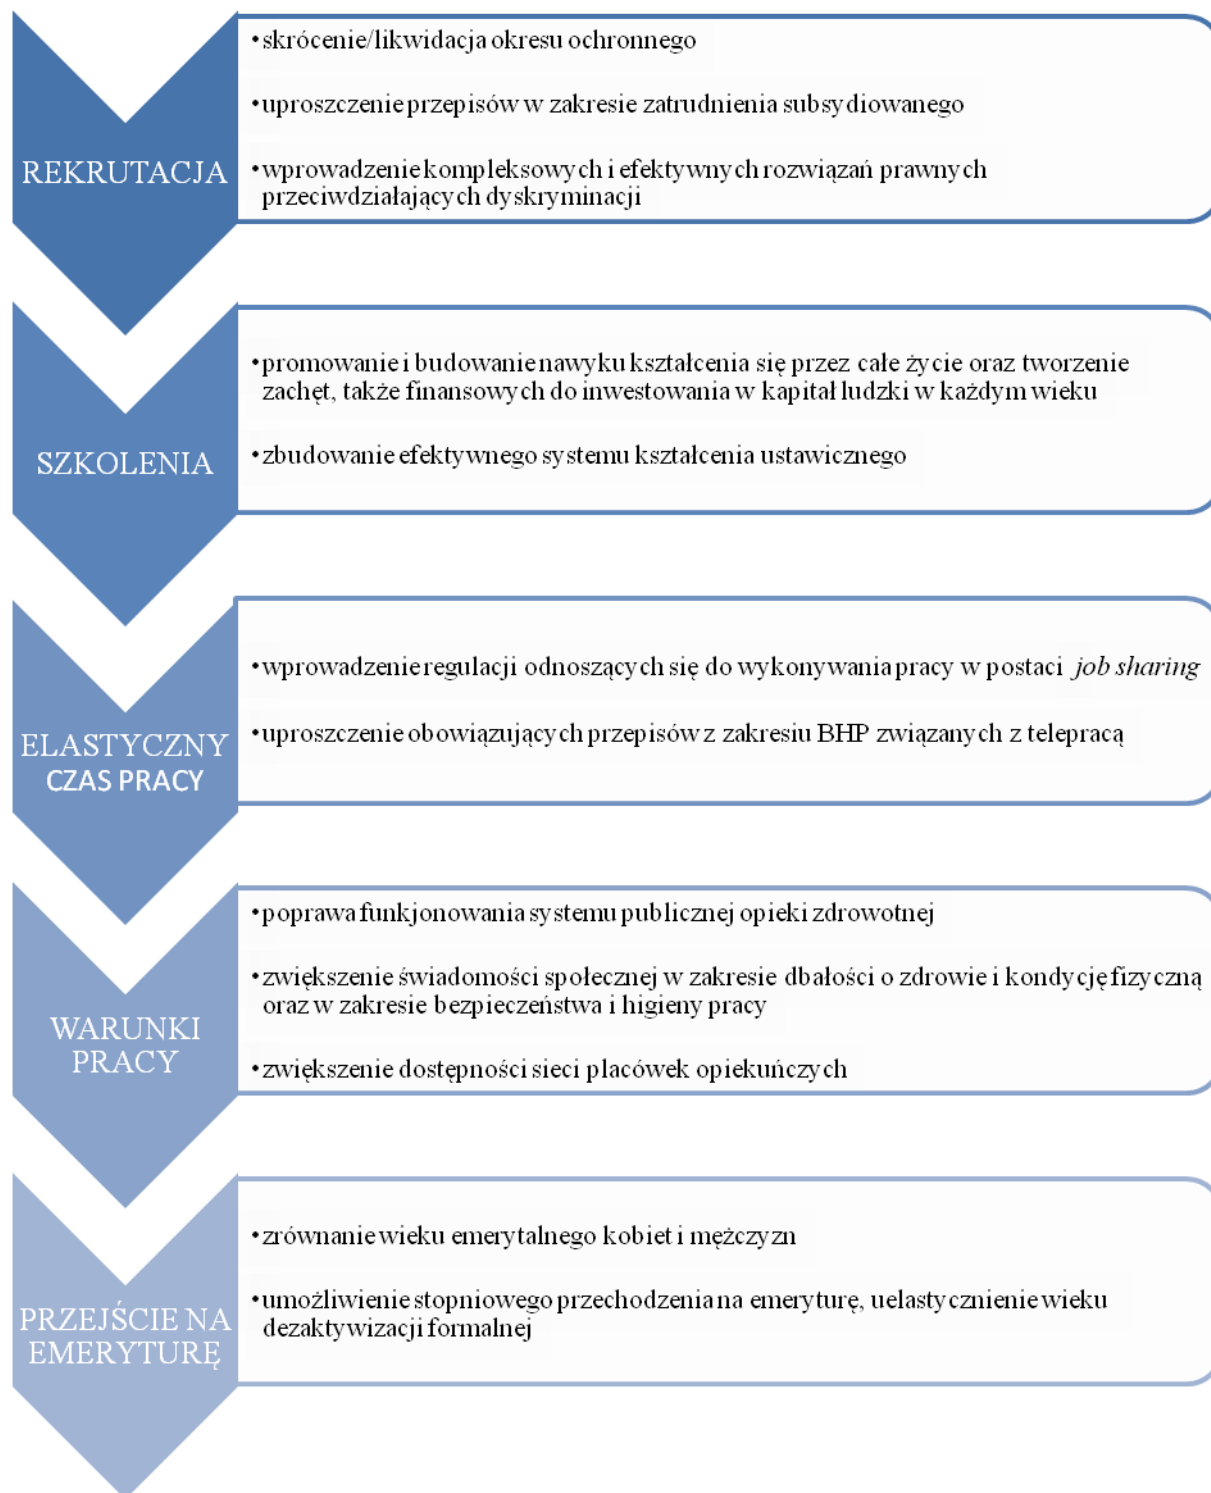 REKRUTACJA
•skrócenie/likwidacja okresu ochronnego
•uproszczenie przepisów w zakresie zatrudnienia subsydiowanego
•wprowadzenie kompleksowych i efektywnych rozwiązań prawnych
przeciwdziałających dyskryminacji
SZKOLENIA
•promowanie i budowanie nawyku kształcenia się przez całe życie oraz tworzenie
zachęt, także finansowych do inwestowania w kapitał ludzki w każdym wieku
•zbudowanie efektywnego systemu kształcenia ustawicznego
ELASTYCZNY
CZAS PRACY
•wprowadzenie regulacji odnoszących się do wykonywania pracy w postaci job sharing
•uproszczenie obowiązujących przepisów z zakresiu BHP związanych z telepracą
WARUNKI
PRACY
•poprawa funkjonowania systemu publicznej opieki zdrowotnej
•zwiększenie świadomości społecznej w zakresie dbałości o zdrowie i kondycję fizyczną
oraz w zakresie bezpieczeństwa i higieny pracy
•zwiększenie dostępności sieci placówek opiekuńczych
PRZEJŚCIE NA
EMERYTURĘ
•zrównanie wieku emerytalnego kobiet i mężczyzn
•umożliwienie stopniowego przechodzenia na emeryturę, uelastycznienie wieku
dezaktywizacji formalnej